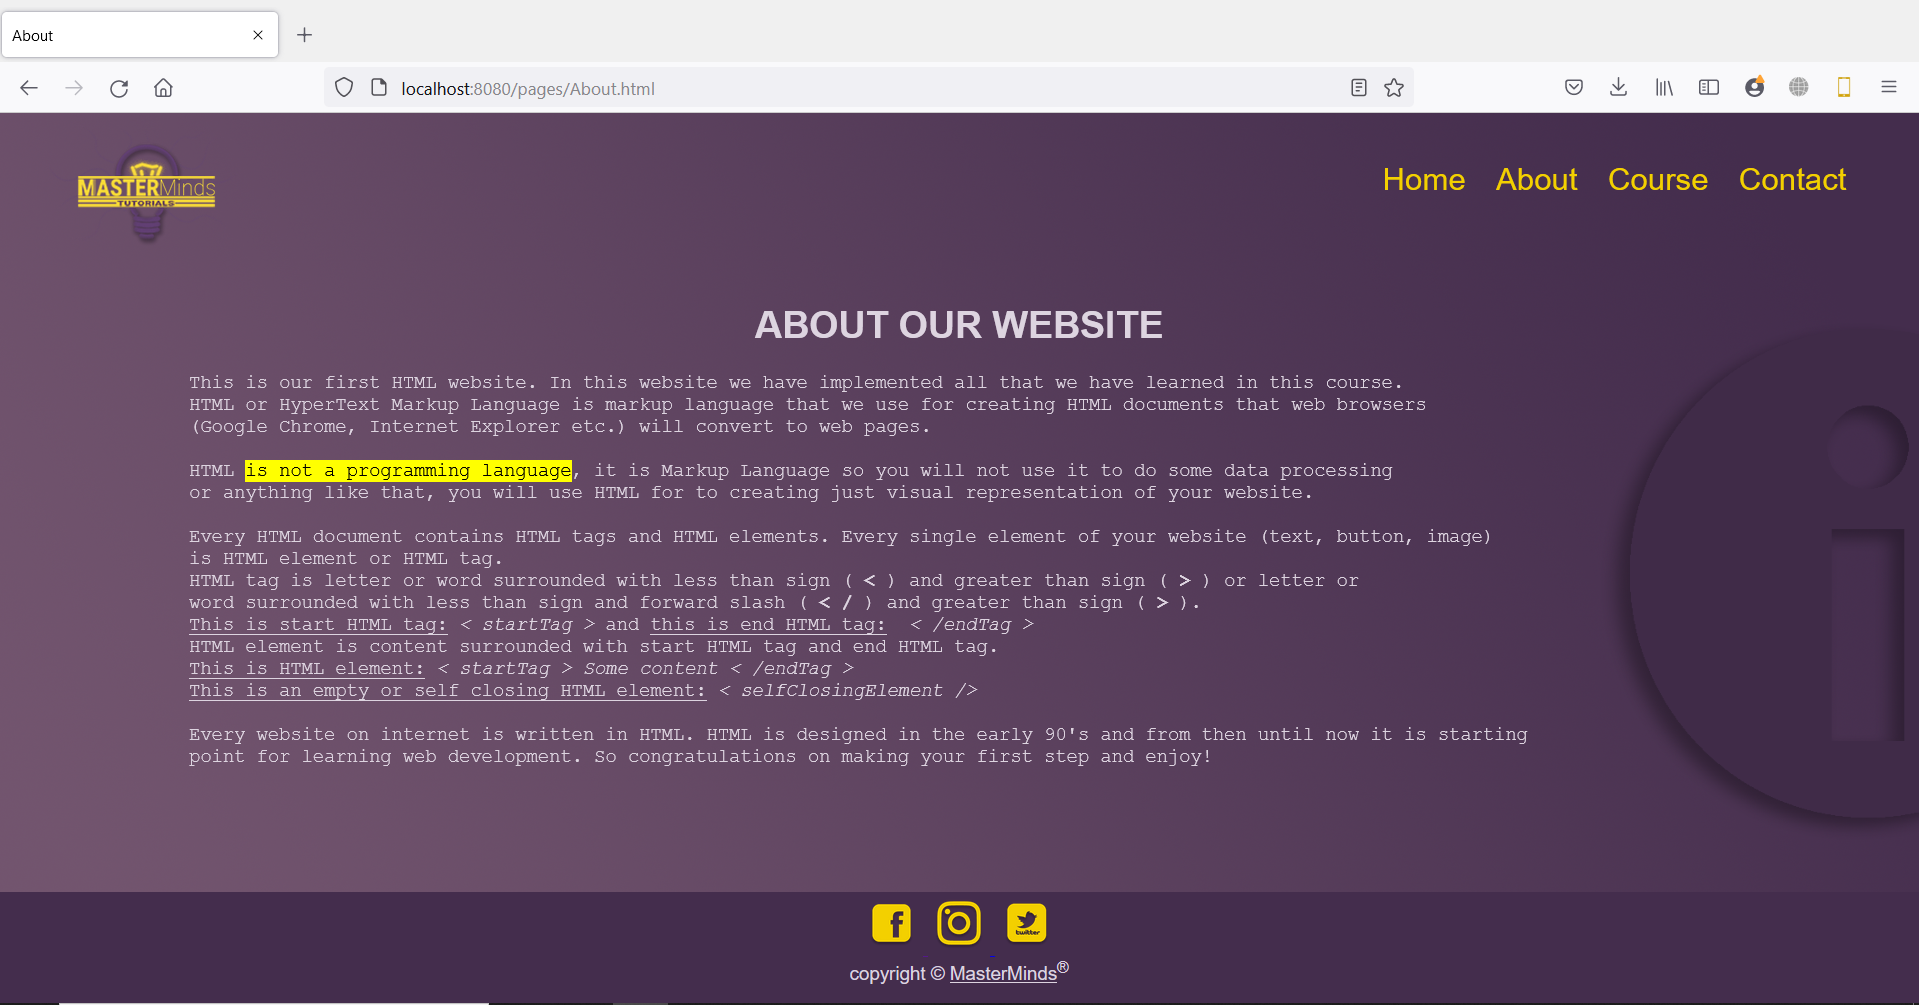 About
localhost:8080/pages/About.html
MASTERMinds
TUTORIALS
Home About Course Contact
ABOUT OUR WEBSITE
This is our first HTML website. In this website we have implemented all that we have learned in this course.
HTML or HyperText Markup Language is markup language that we use for creating HTML documents that web browsers
(Google Chrome, Internet Explorer etc.) will convert to web pages.
HTML is not a programming language, it is Markup Language so you will not use it to do some data processing
or anything like that, you will use HTML for to creating just visual representation of your website.
Every HTML document contains HTML tags and HTML elements. Every single element of your website (text, button, image)
is HTML element or HTML tag.
HTML tag is letter or word surrounded with less than sign ( < ) and greater than sign ( > ) or letter or
word surrounded with less than sign and forward slash ( < / ) and greater than sign ( > ).
This is start HTML tag: < startTag > and this is end HTML tag: < /endTag >
HTML element is content surrounded with start HTML tag and end HTML tag.
This is HTML element: < startTag > Some content < /endTag >
This is an empty or self closing HTML element: < selfClosingElement />
Every website on internet is written in HTML. HTML is designed in the early 90's and from then until now it is starting
point for learning web development. So congratulations on making your first step and enjoy!
twitter
copyright © MasterMinds®